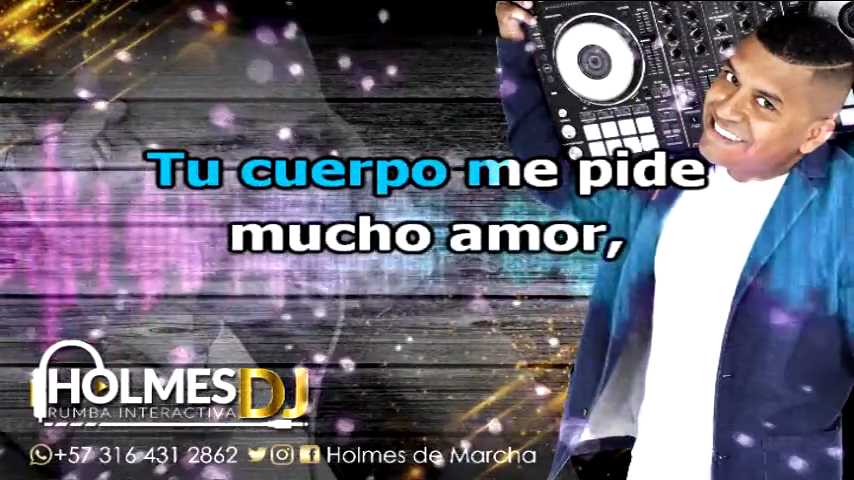 Tu cuerpo me pide
mucho amor,
HOLMES DJ
RUMBA INTERACTIVA
+57 316 431 2862 Holmes de Marcha